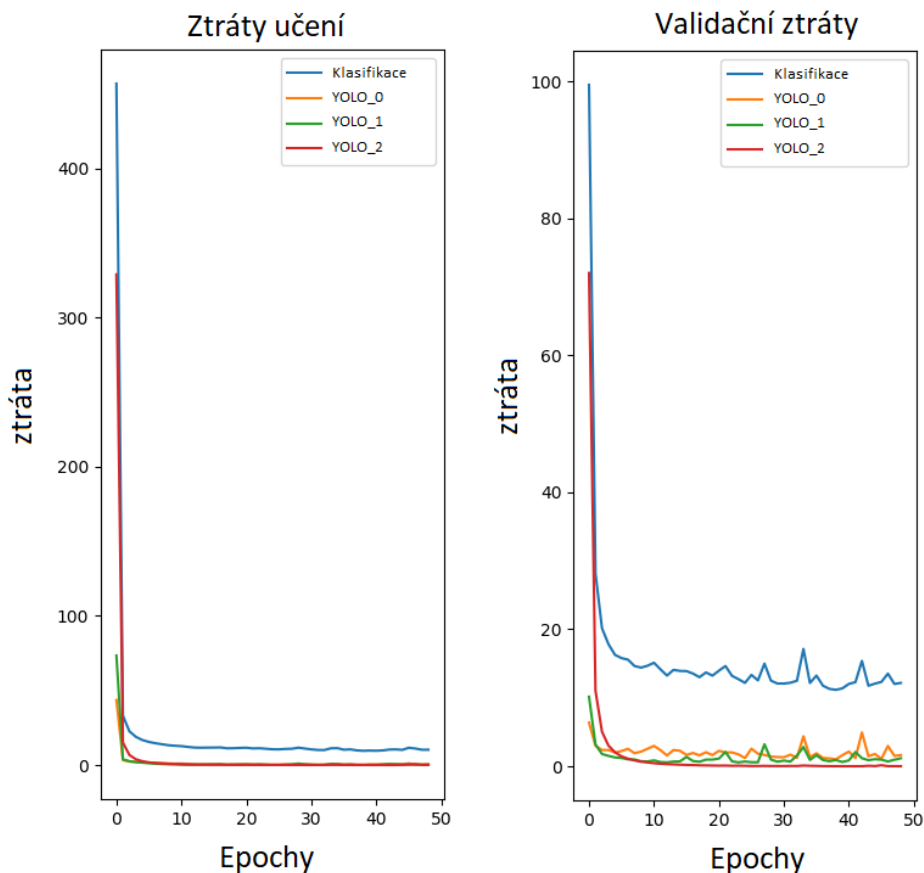 Ztráty učení
Klasifikace
YOLO_0
YOLO_1
YOLO_2
400
300
200
100
0
ztráta
0 10 20 30 40 50
Epochy
Validační ztráty
Klasifikace
YOLO_0
YOLO_1
YOLO_2
100
80
60
40
20
0
ztráta
0 10 20 30 40 50
Epochy